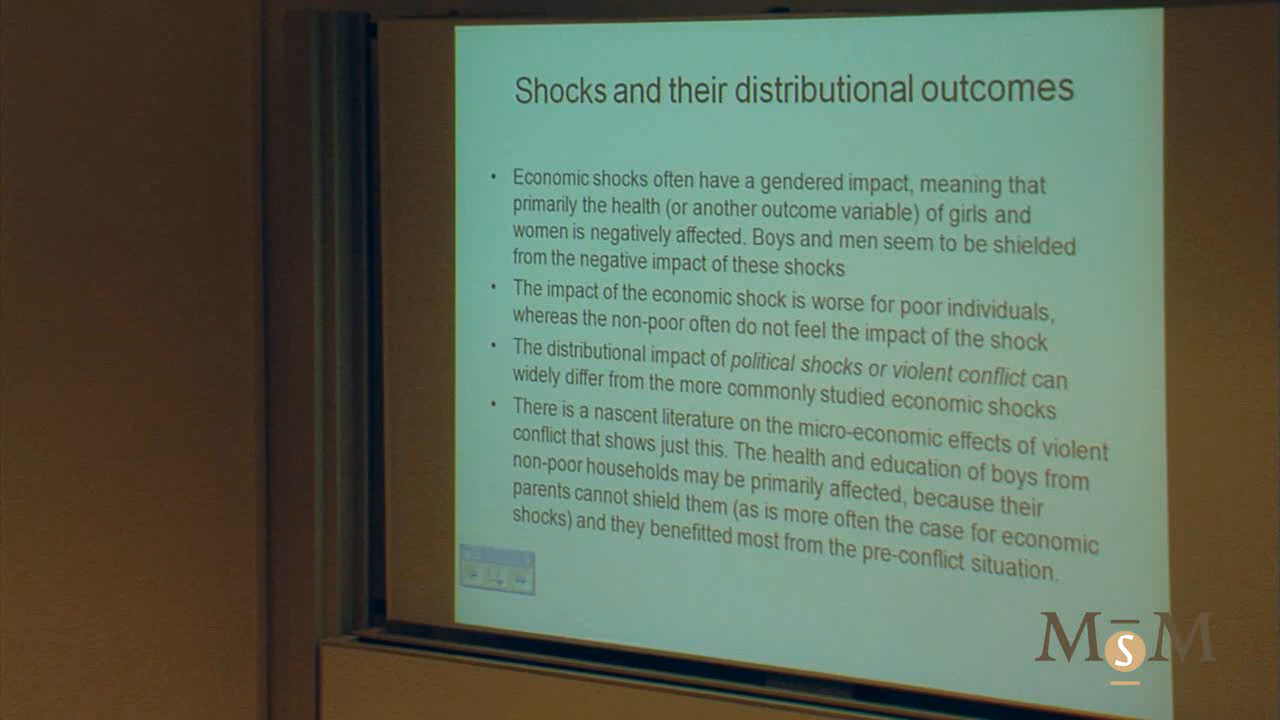 Shocks and their distributional outcomes
• Economic shocks often have a gendered impact, meaning that
primarily the health (or another outcome variable) of girls and
women is negatively affected. Boys and men seem to be shielded
from the negative impact of these shocks
• The impact of the economic shock is worse for poor individuals,
whereas the non-poor often do not feel the impact of the shock
• The distributional impact of political shocks or violent conflict can
widely differ from the more commonly studied economic shocks
• There is a nascent literature on the micro-economic effects of violent
conflict that shows just this. The health and education of boys from
non-poor households may be primarily affected, because their
parents cannot shield them (as is more often the case for economic
shocks) and they benefitted most from the pre-conflict situation.
MSM